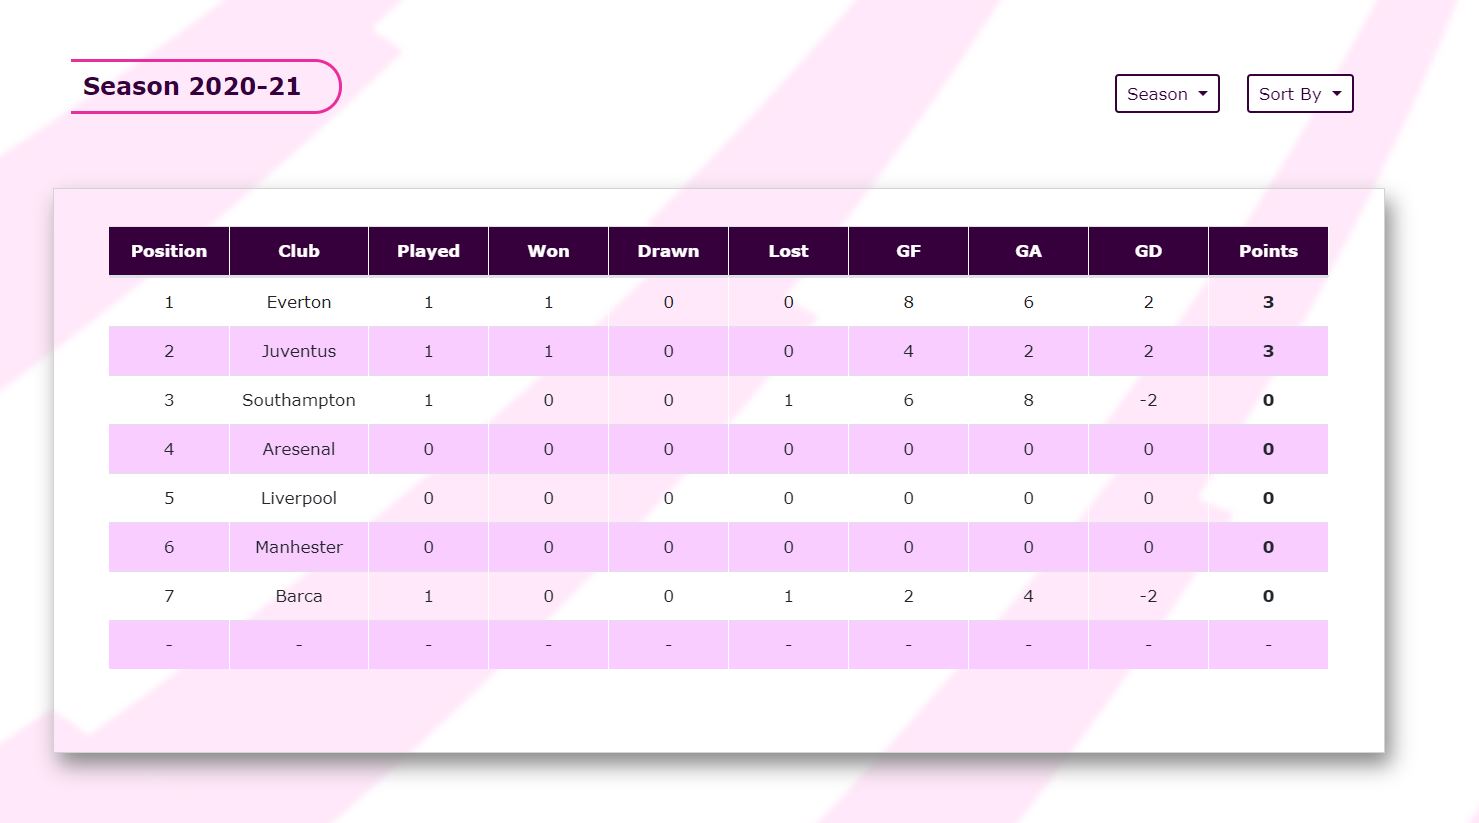 Season 2020-21
Season
Sort By
Position Club Played Won Drawn Lost GF GA GD Points
1 Everton 1 1 0 0 8 6 2 3
2 Juventus 1 1 0 0 4 2 2 3
3 Southampton 1 0 0 1 6 8 -2 0
4 Aresenal 0 0 0 0 0 0 0 0
5 Liverpool 0 0 0 0 0 0 0 0
6 Manhester 0 0 0 0 0 0 0 0
7 Barca 1 0 0 1 2 4 -2 0
- - - - - - - - - -